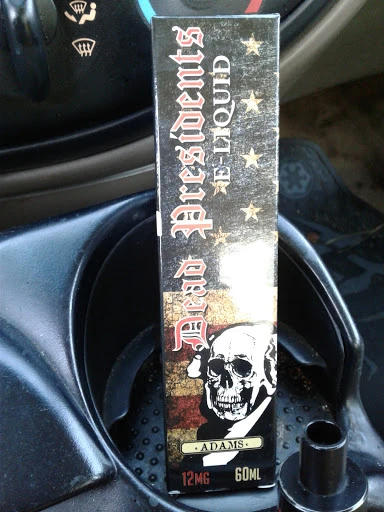 Dead Presidents
E-LIQUID
ADAMS
12MG
60ML